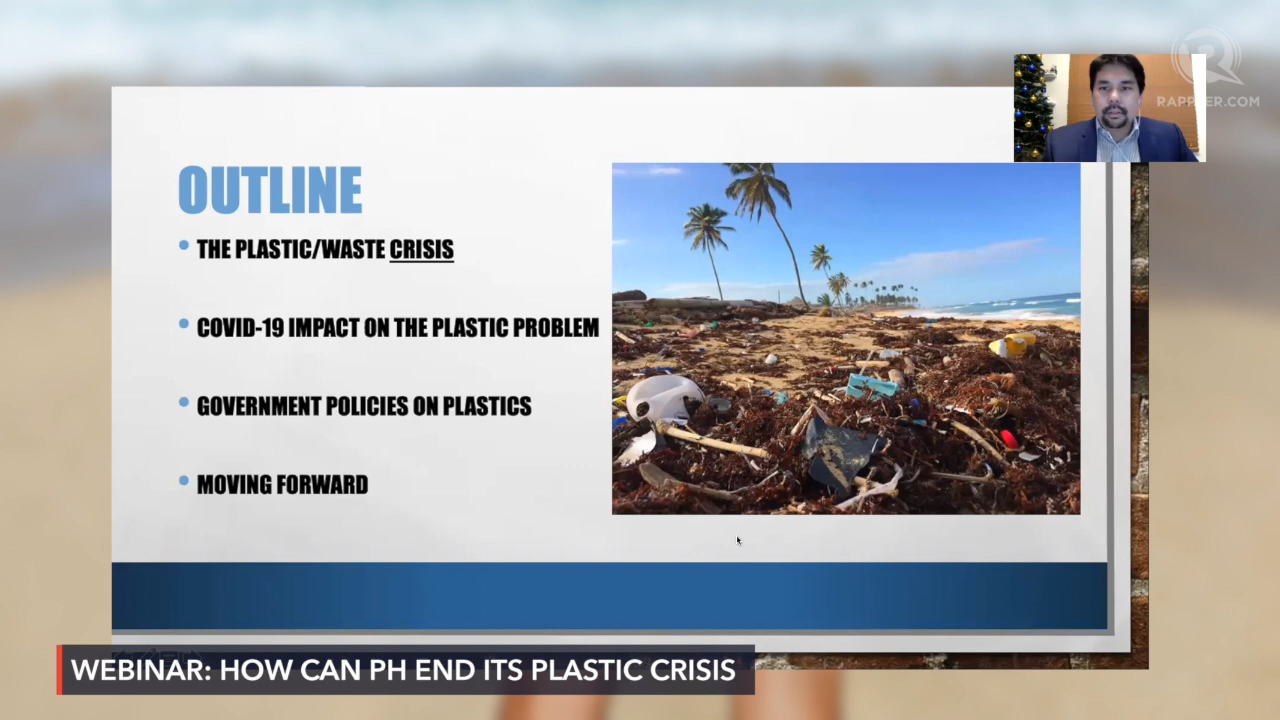 RAPPLER.COM
OUTLINE
THE PLASTIC/WASTE CRISIS
COVID-19 IMPACT ON THE PLASTIC PROBLEM
GOVERNMENT POLICIES ON PLASTICS
MOVING FORWARD
WEBINAR: HOW CAN PH END ITS PLASTIC CRISIS